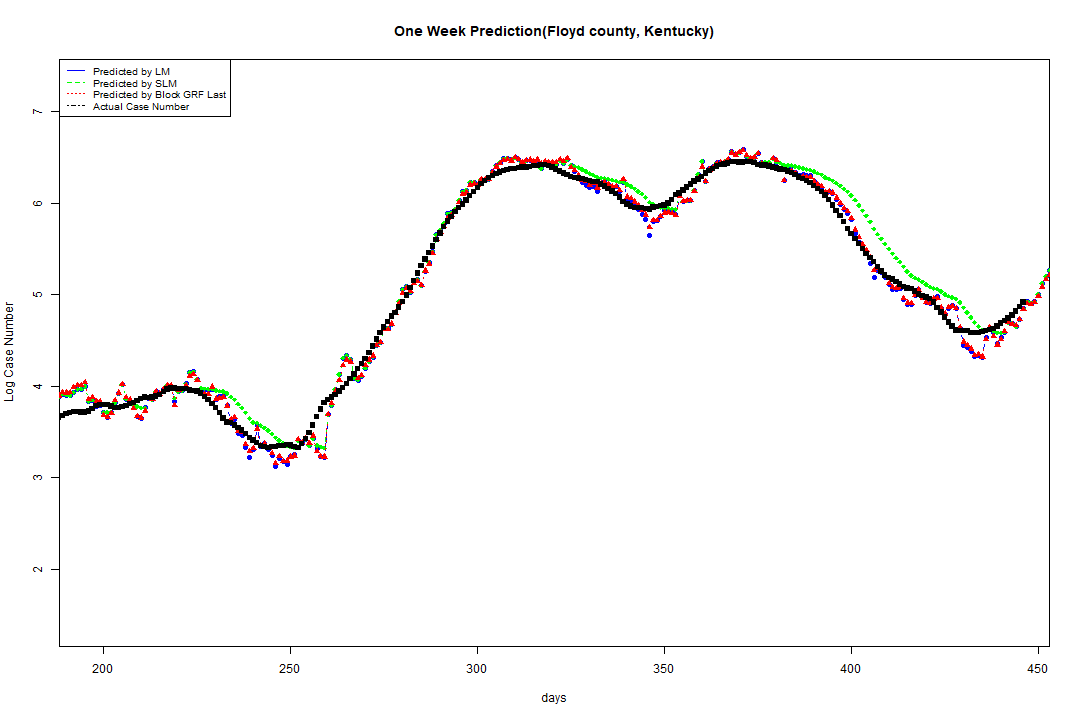 One Week Prediction(Floyd county, Kentucky)
Predicted by LM
Predicted by SLM
Predicted by Block GRF Last
Actual Case Number
7
6
5
4
3
2
Log Case Number
200 250 300 350 400 450
days